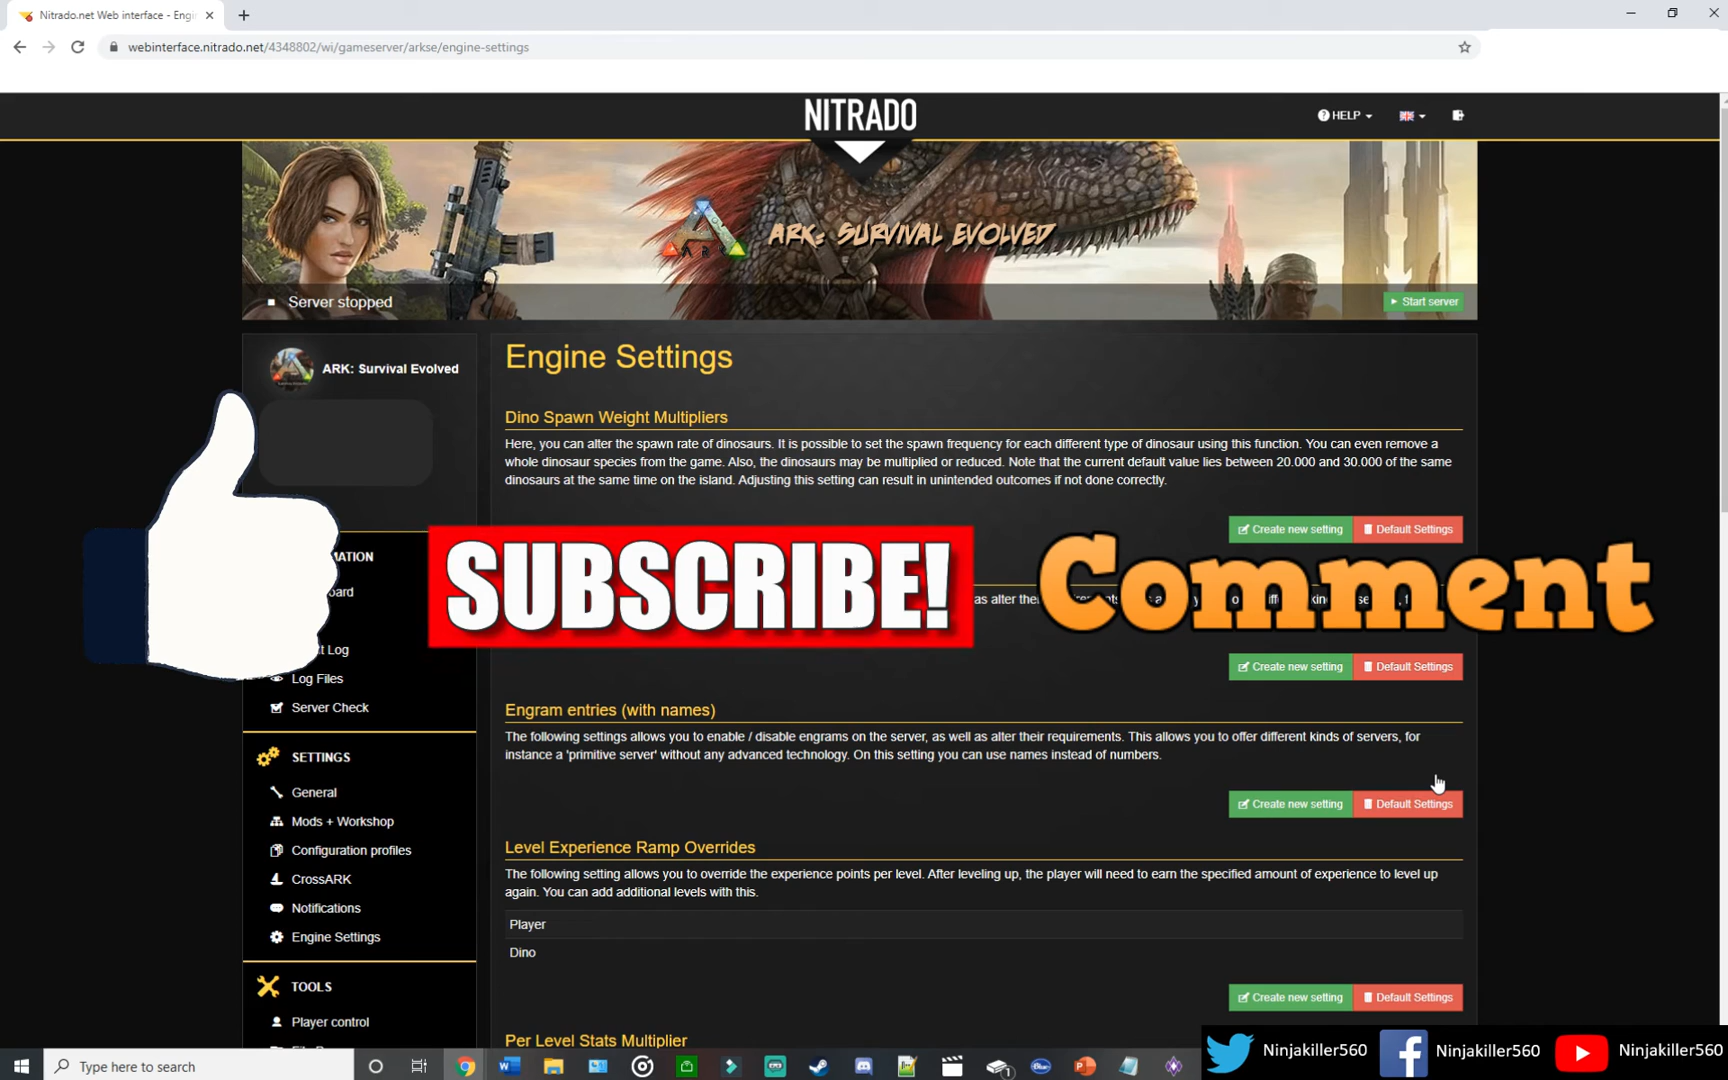 Nitrado.net Web interface - Engi
webinterface.nitrado.net/4348802/wi/gameserver/arkse/engine-settings
NITRADO
HELP
ARK: SURVIVAL EVOLVED
Server stopped
Start server
ARK: Survival Evolved
Engine Settings
Dino Spawn Weight Multipliers
Here, you can alter the spawn rate of dinosaurs. It is possible to set the spawn frequency for each different type of dinosaur using this function. You can even remove a
whole dinosaur species from the game. Also, the dinosaurs may be multiplied or reduced. Note that the current default value lies between 20.000 and 30.000 of the same
dinosaurs at the same time on the island. Adjusting this setting can result in unintended outcomes if not done correctly.
Create new setting
Default Settings
SUBSCRIBE!
Comment
as alter their
Create new setting
Default Settings
Log Files
Server Check
Engram entries (with names)
The following settings allows you to enable / disable engrams on the server, as well as alter their requirements. This allows you to offer different kinds of servers, for
instance a 'primitive server' without any advanced technology. On this setting you can use names instead of numbers.
Create new setting
Default Settings
SETTINGS
General
Mods + Workshop
Configuration profiles
CrossARK
Notifications
Engine Settings
Level Experience Ramp Overrides
The following setting allows you to override the experience points per level. After leveling up, the player will need to earn the specified amount of experience to level up
again. You can add additional levels with this.
Player
Dino
Create new setting
Default Settings
TOOLS
Player control
Per Level Stats Multiplier
Type here to search
Ninjakiller560
Ninjakiller560
Ninjakiller560